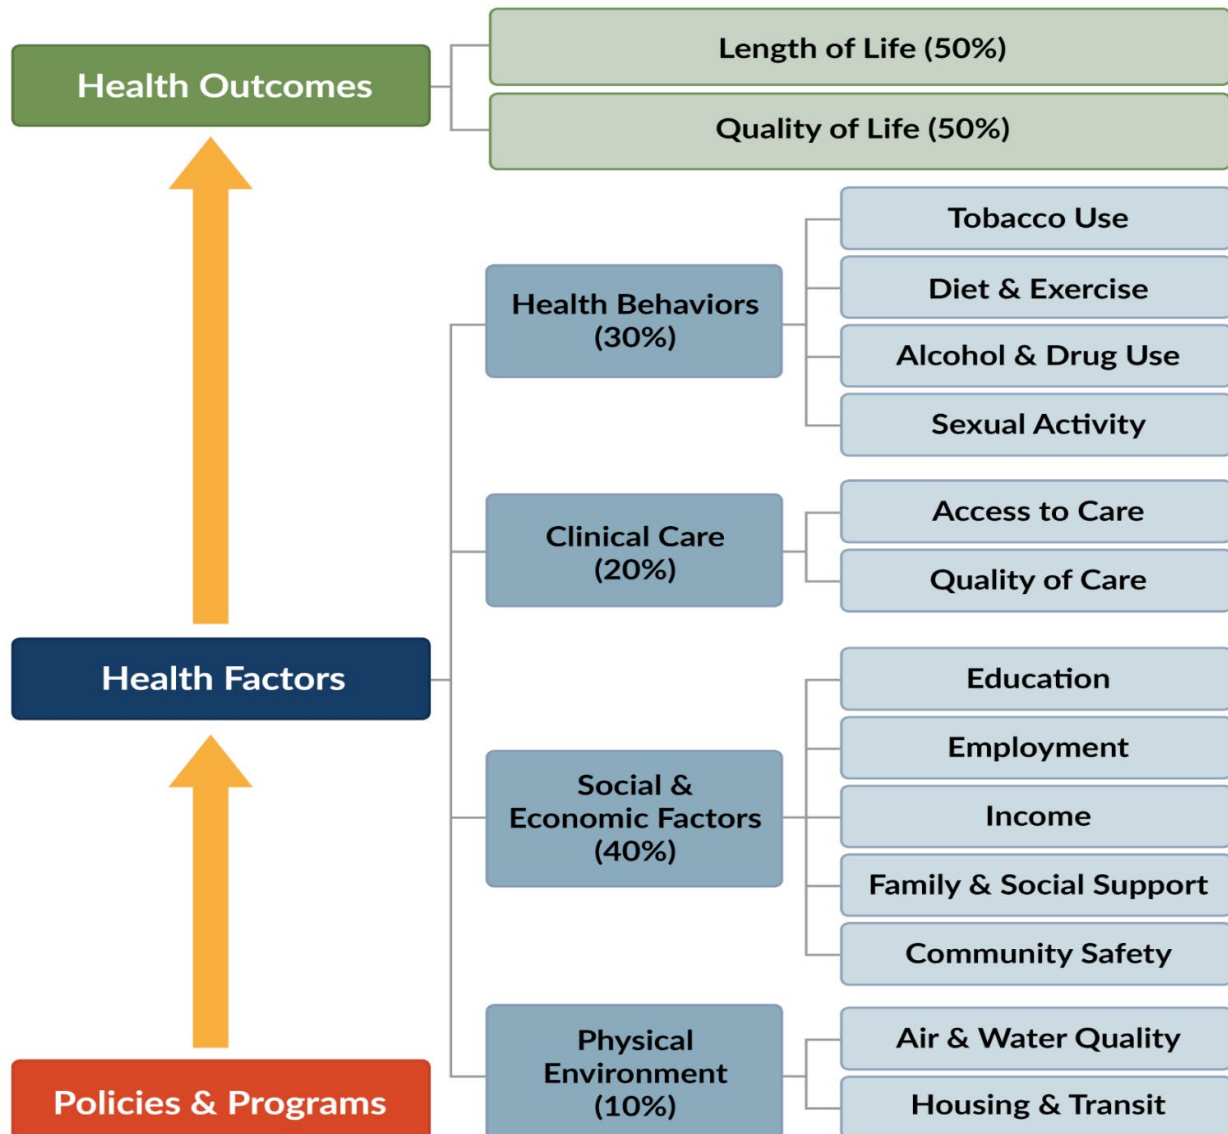 Health Outcomes
Length of Life (50%)
Quality of Life (50%)
Health Factors
Health Behaviors
(30%)
Tobacco Use
Diet & Exercise
Alcohol & Drug Use
Sexual Activity
Clinical Care
(20%)
Access to Care
Quality of Care
Social &
Economic Factors
(40%)
Education
Employment
Income
Family & Social Support
Community Safety
Physical
Environment
(10%)
Air & Water Quality
Housing & Transit
Policies & Programs